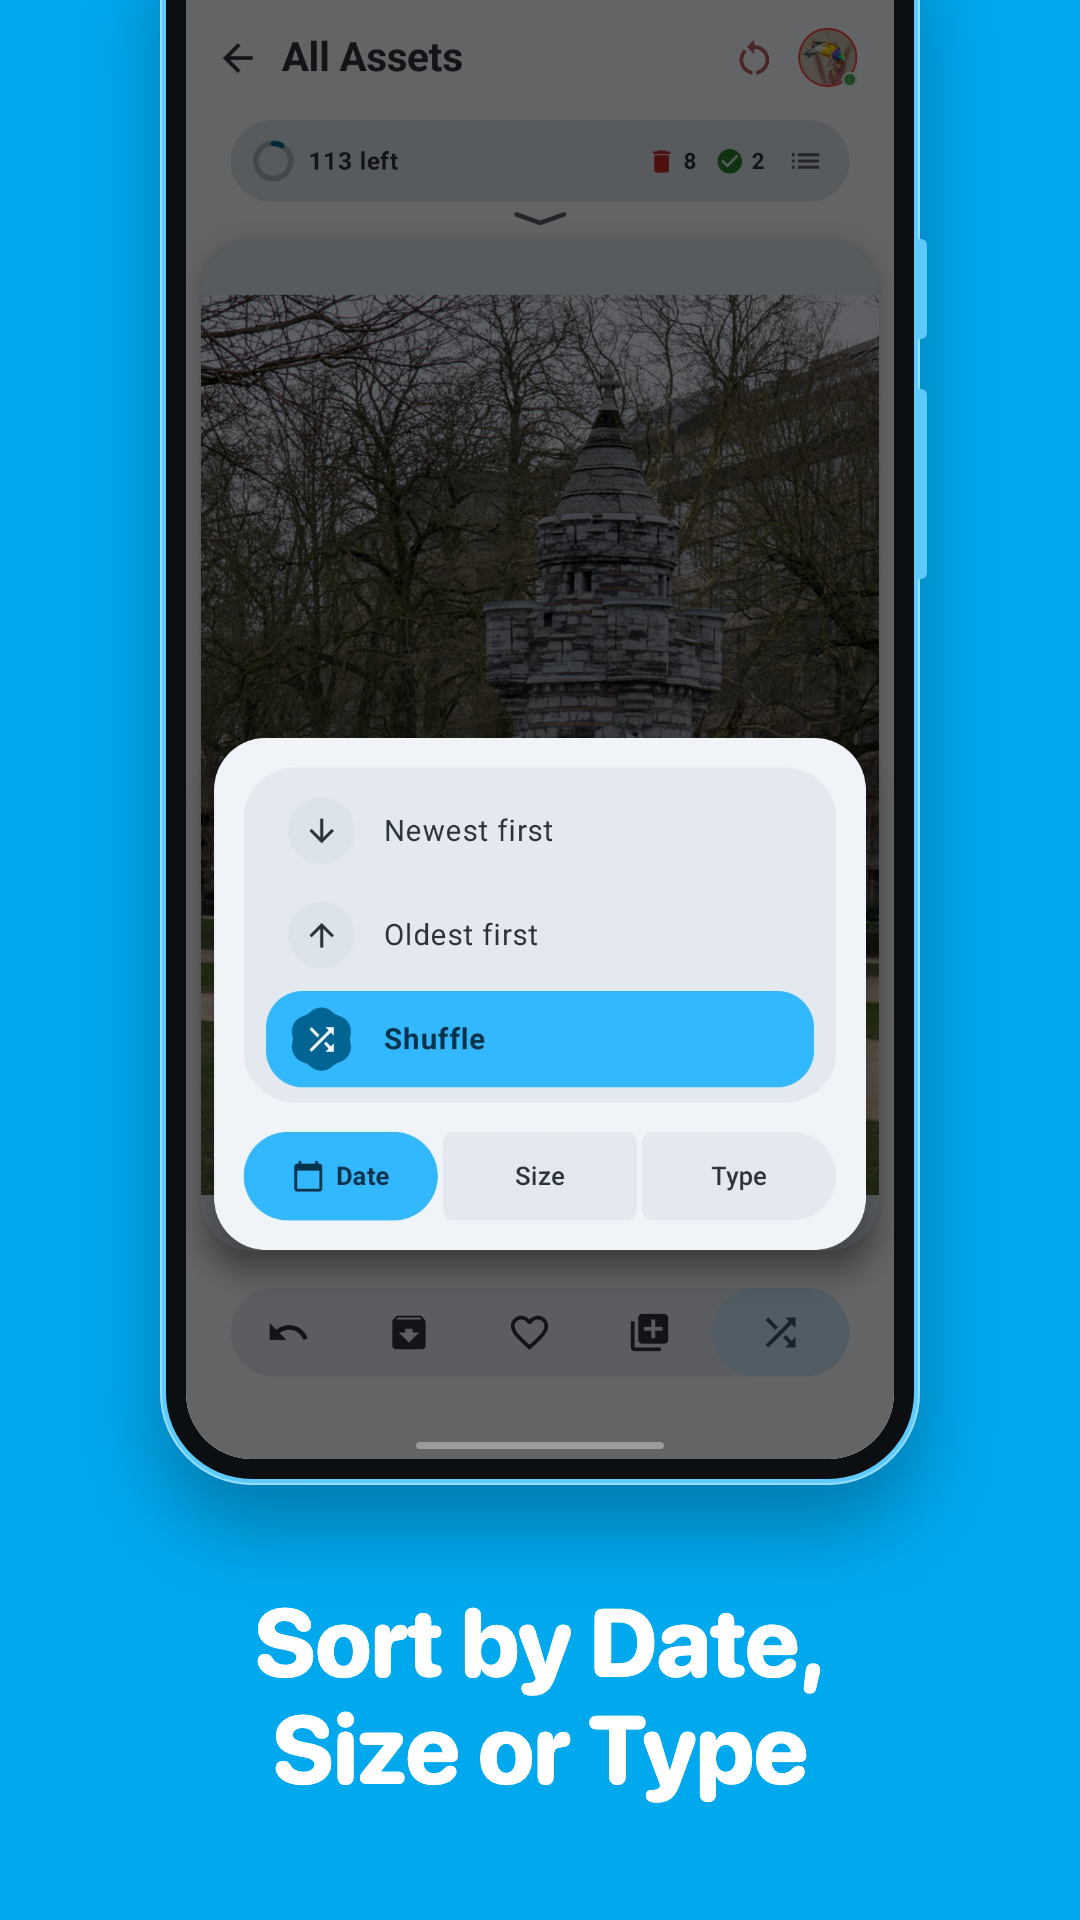 All Assets
113 left
8
2
Newest first
Oldest first
Shuffle
Date
Size
Type
Sort by Date,
Size or Type